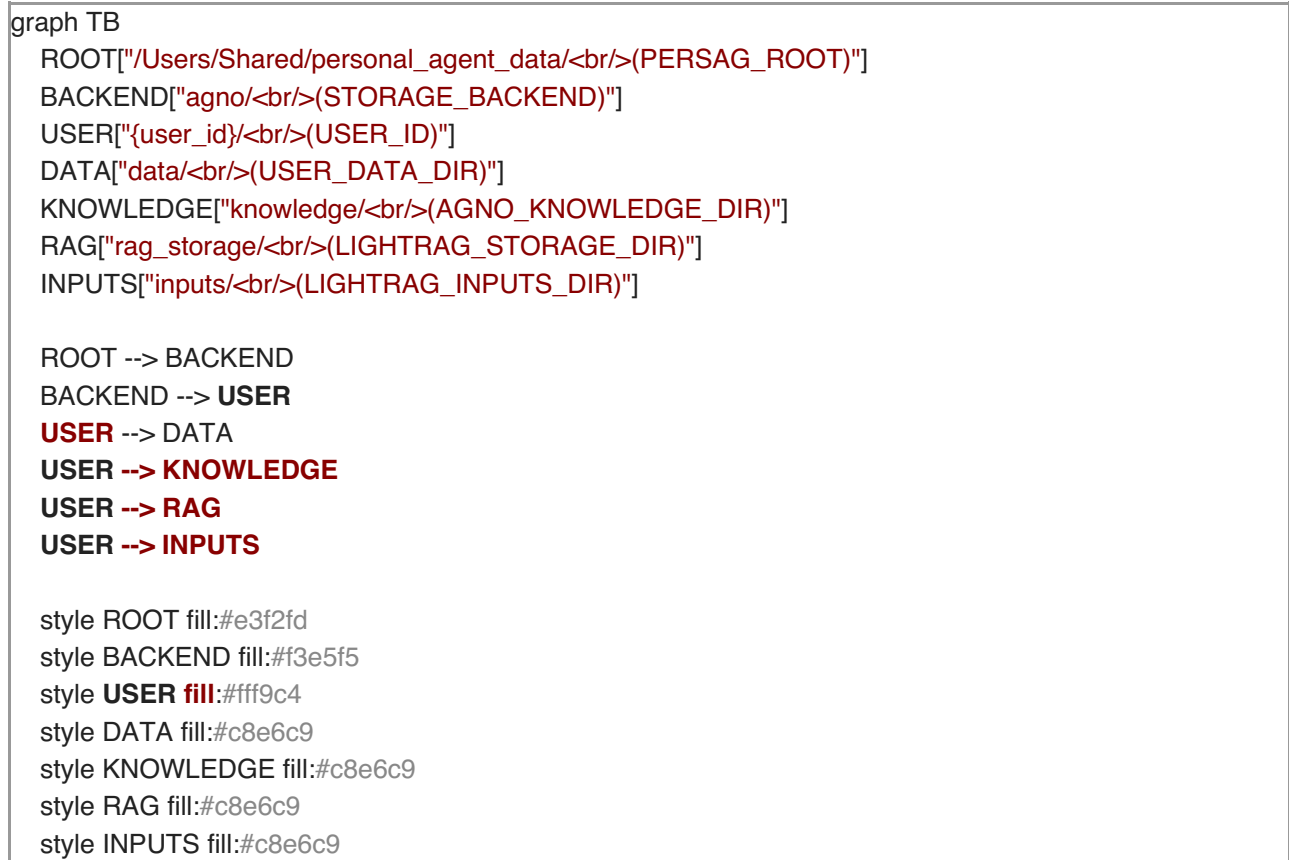 graph TB
ROOT["/Users/Shared/personal_agent_data/<br/>(PERSAG_ROOT)"]
BACKEND["agno/<br/>(STORAGE_BACKEND)"]
USER["{user_id}/<br/>(USER_ID)"]
DATA["data/<br/>(USER_DATA_DIR)"]
KNOWLEDGE["knowledge/<br/>(AGNO_KNOWLEDGE_DIR)"]
RAG["rag_storage/<br/>(LIGHTRAG_STORAGE_DIR)"]
INPUTS["inputs/<br/>(LIGHTRAG_INPUTS_DIR)"]
ROOT --> BACKEND
BACKEND --> USER
USER --> DATA
USER --> KNOWLEDGE
USER --> RAG
USER --> INPUTS
style ROOT fill:#e3f2fd
style BACKEND fill:#f3e5f5
style USER fill:#fff9c4
style DATA fill:#c8e6c9
style KNOWLEDGE fill:#c8e6c9
style RAG fill:#c8e6c9
style INPUTS fill:#c8e6c9